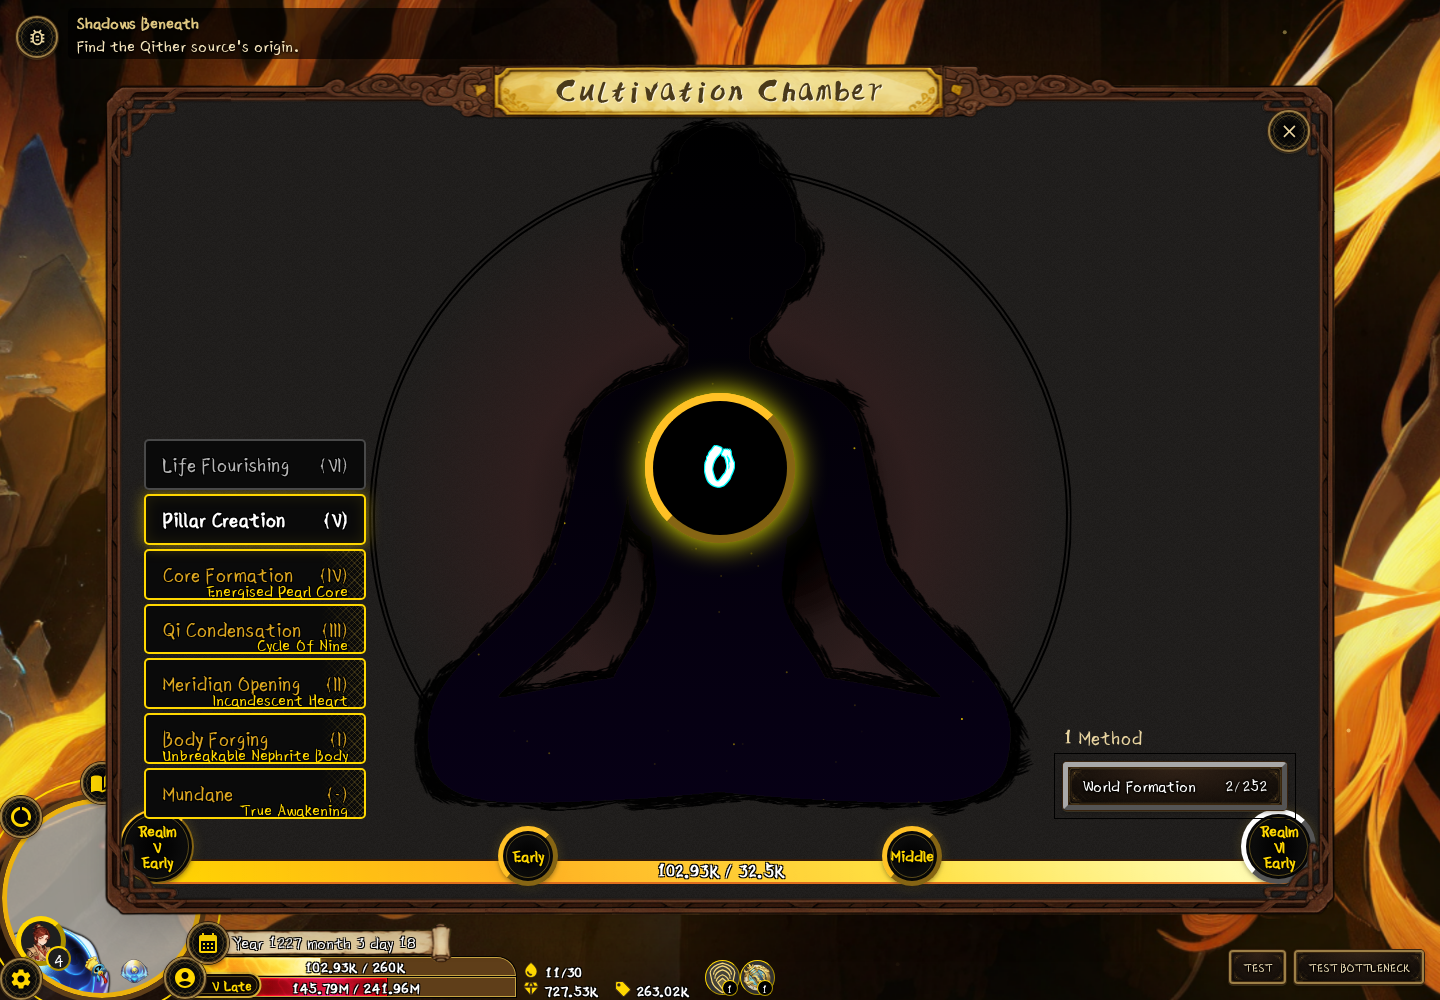 Shadows Beneath
Find the Qither source's origin.
Cultivation Chamber
0
Life Flourishing (VI)
Pillar Creation (V)
Core Formation (IV)
Energised Pearl Core
Qi Condensation (III)
Cycle Of Nine
Meridian Opening (II)
Incandescent Heart
Body Forging (I)
Unbreakable Nephrite Body
Mundane (-)
True Awakening
1 Method
World Formation 2/252
Realm
V
Early
Early
102.93K / 32.5K
Middle
Realm
VI
Early
4
Year 1227 month 3 day 18
102.93K / 260K
V Late
145.79M / 241.96M
11/30
727.53K
263.02K
1
1
TEST
TEST BOTTLENECK